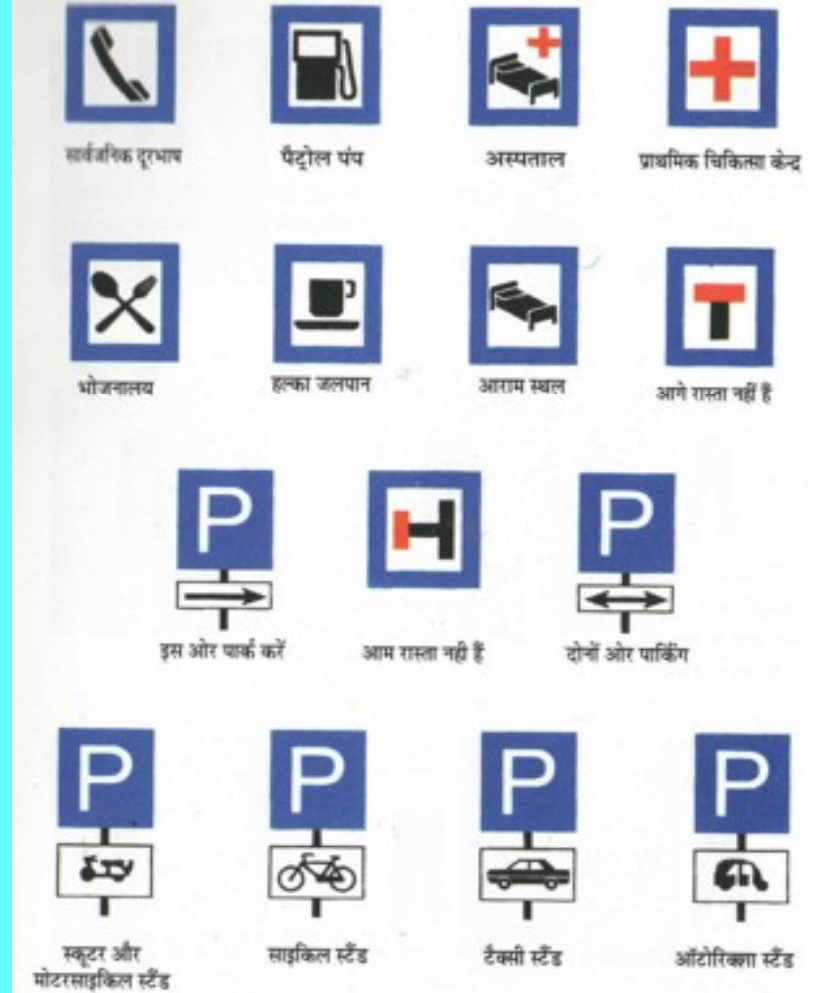 सार्वजनिक दूरभाष
पैट्रोल पंप
अस्पताल
प्राथमिक चिकित्सा केन्द्र
भोजनालय
हल्का जलपान
आराम स्थल
आगे रास्ता नहीं हैं
P
P
इस ओर पार्क करें
आम रास्ता नही हैं
दोनों ओर पार्किंग
P
P
P
P
स्कूटर और
मोटरसाइकिल स्टैंड
साइकिल स्टैंड
टैक्सी स्टैंड
ऑटोरिक्शा स्टैंड